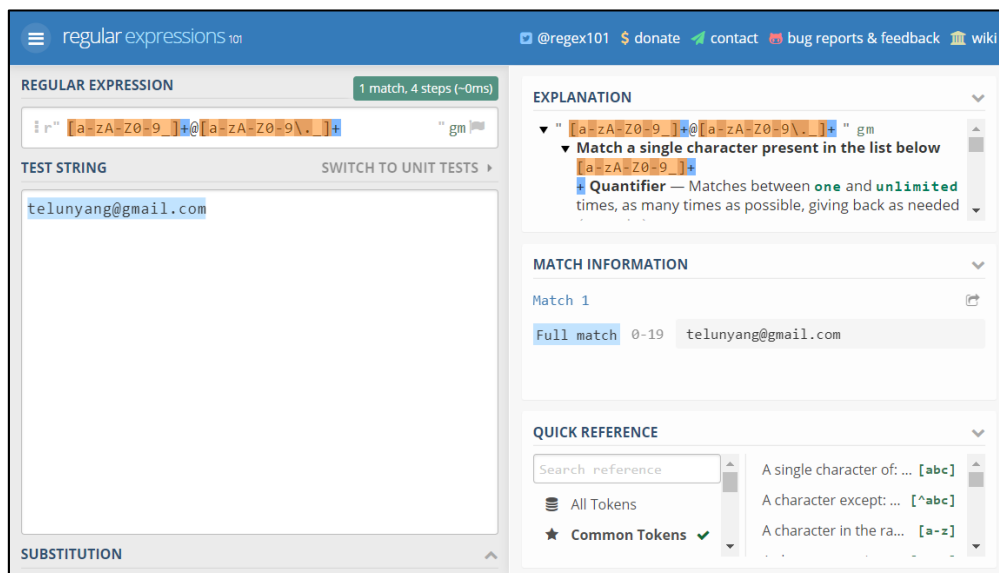 regular expressions 101
@regex101 $ donate contact bug reports & feedback wiki
REGULAR EXPRESSION
1 match, 4 steps (~0ms)
r" [a-zA-Z0-9_]+@[a-zA-Z0-9\._]+ " gm
TEST STRING
SWITCH TO UNIT TESTS
telunyang@gmail.com
SUBSTITUTION
EXPLANATION
" [a-zA-Z0-9_]+@[a-zA-Z0-9\._]+ " gm
Match a single character present in the list below
[a-zA-Z0-9_]+
+ Quantifier — Matches between one and unlimited
times, as many times as possible, giving back as needed
MATCH INFORMATION
Match 1
Full match 0-19 telunyang@gmail.com
QUICK REFERENCE
Search reference
All Tokens
Common Tokens
A single character of: ... [abc]
A character except: ... [^abc]
A character in the ra... [a-z]